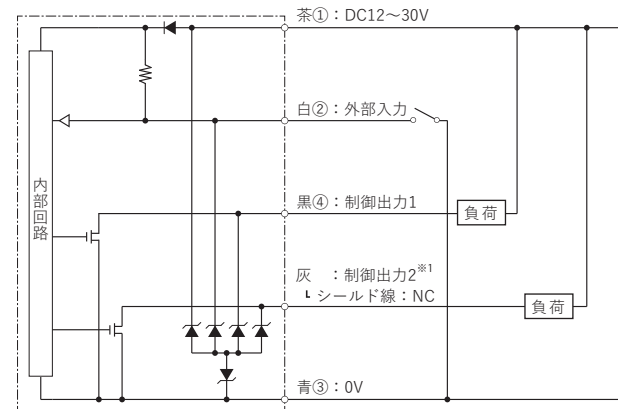 茶①：DC12～30V
白②：外部入力
内部回路
黒④：制御出力1
負荷
灰　：制御出力2※1
┗ シールド線：NC
負荷
青③：0V